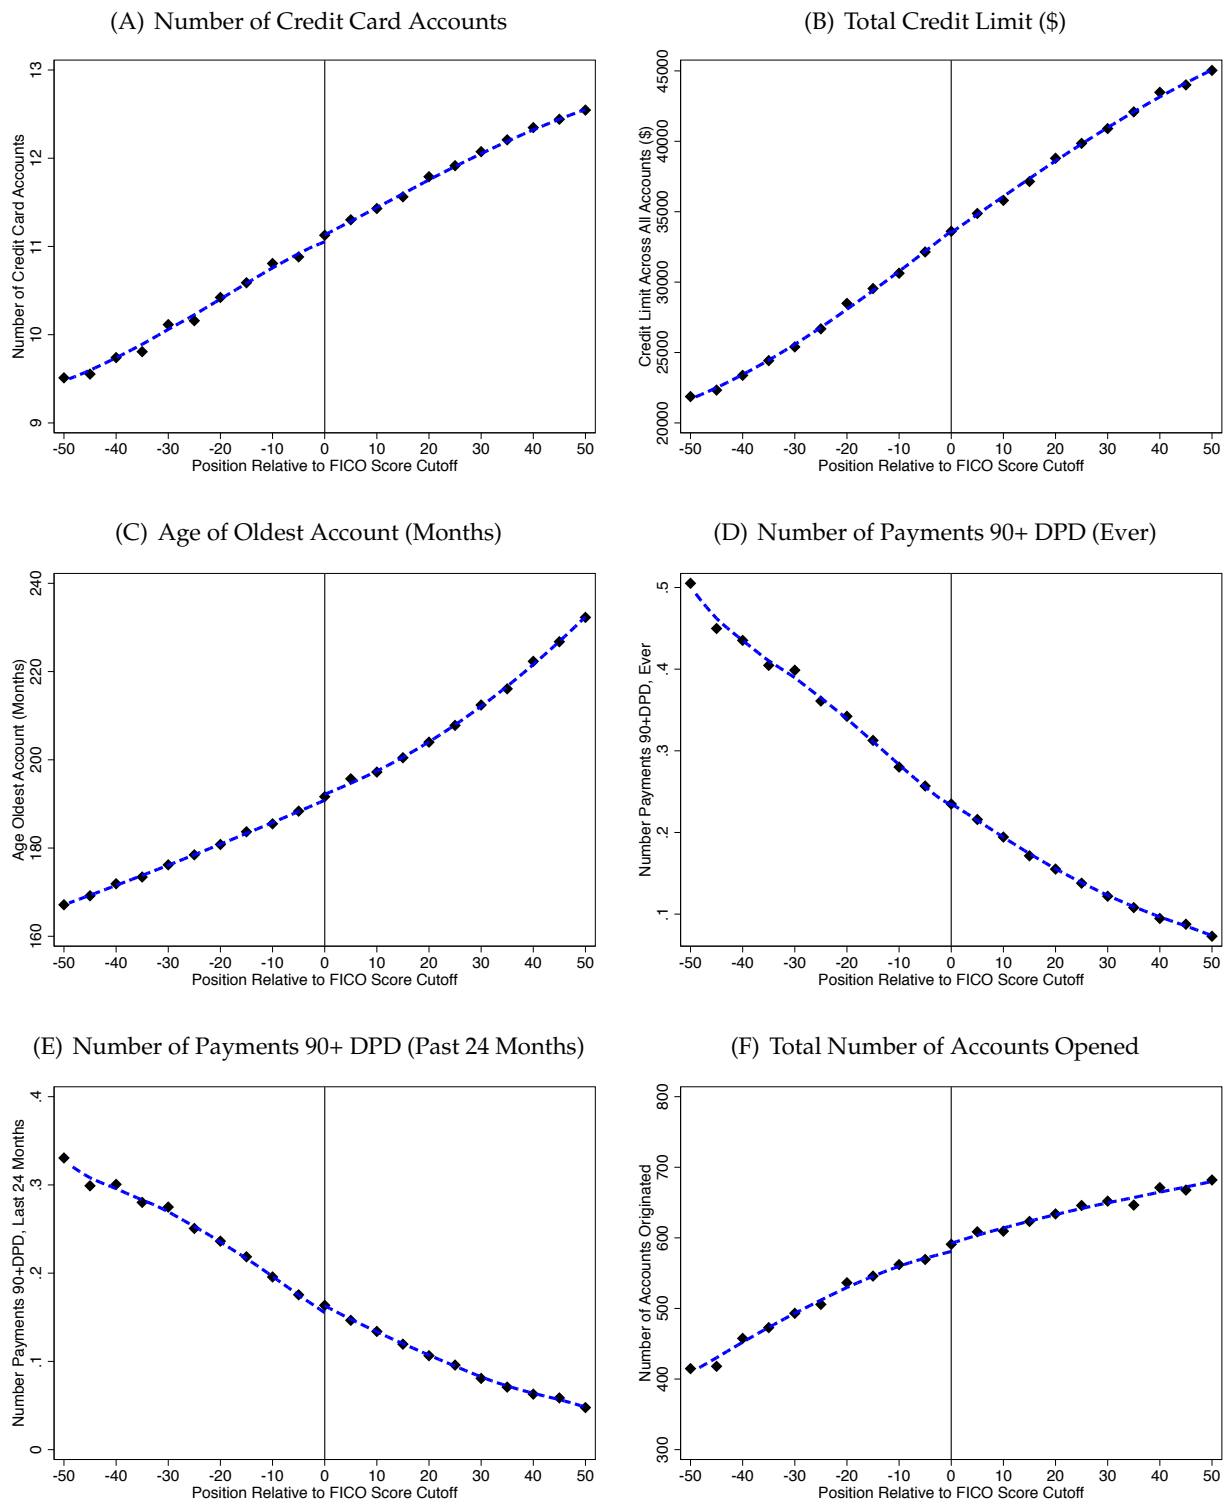 (A) Number of Credit Card Accounts
Number of Credit Card Accounts
13
12
11
10
9
-50 -40 -30 -20 -10 0 10 20 30 40 50
Position Relative to FICO Score Cutoff
(B) Total Credit Limit ($)
Credit Limit Across All Accounts ($)
45000
40000
35000
30000
25000
20000
-50 -40 -30 -20 -10 0 10 20 30 40 50
Position Relative to FICO Score Cutoff
(C) Age of Oldest Account (Months)
Age Oldest Account (Months)
240
220
200
180
160
-50 -40 -30 -20 -10 0 10 20 30 40 50
Position Relative to FICO Score Cutoff
(D) Number of Payments 90+ DPD (Ever)
Number Payments 90+DPD, Ever
.5
.4
.3
.2
.1
-50 -40 -30 -20 -10 0 10 20 30 40 50
Position Relative to FICO Score Cutoff
(E) Number of Payments 90+ DPD (Past 24 Months)
Number Payments 90+DPD, Last 24 Months
.4
.3
.2
.1
0
-50 -40 -30 -20 -10 0 10 20 30 40 50
Position Relative to FICO Score Cutoff
(F) Total Number of Accounts Opened
Number of Accounts Originated
800
700
600
500
400
300
-50 -40 -30 -20 -10 0 10 20 30 40 50
Position Relative to FICO Score Cutoff